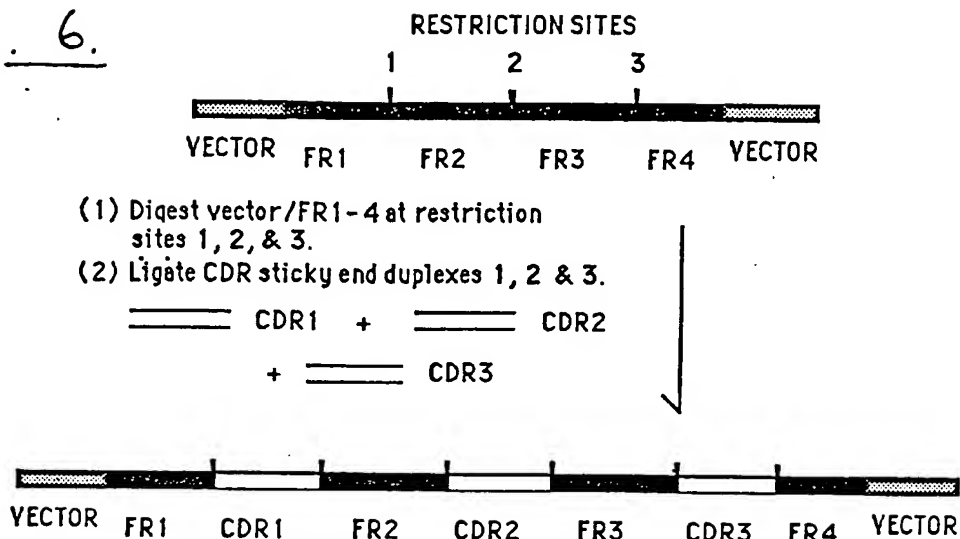 . 6.
RESTRICTION SITES
1 2 3
VECTOR FR1 FR2 FR3 FR4 VECTOR
(1) Digest vector/FR1-4 at restriction
sites 1, 2, & 3.
(2) Ligate CDR sticky end duplexes 1, 2 & 3.
CDR1 + CDR2
+ CDR3
VECTOR FR1 CDR1 FR2 CDR2 FR3 CDR3 FR4 VECTOR